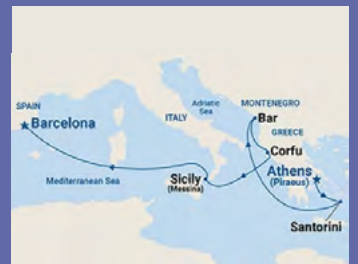 SPAIN
Barcelona
Mediterranean Sea
ITALY
Adriatic
Sea
MONTENEGRO
Bar
GREECE
Corfu
Athens
(Piraeus)
Sicily
(Messina)
Santorini